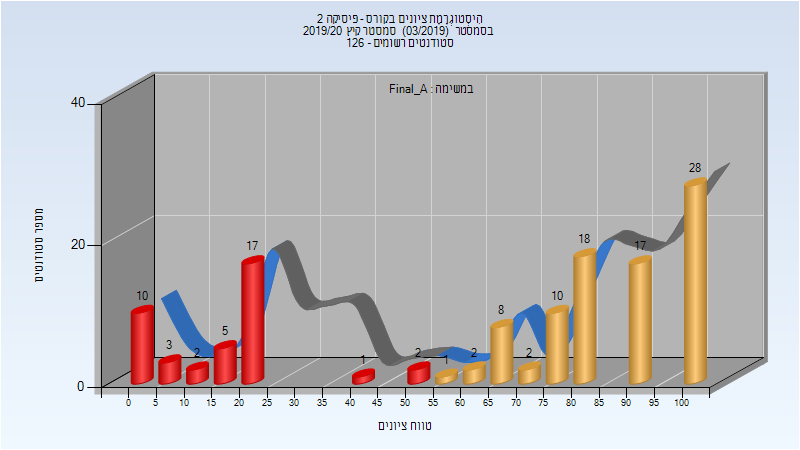 היסטוגרמת ציונים בקורס - פיסיקה 2
בסמסטר (03/2019) סמסטר קיץ 2019/20
סטודנטים רשומים - 126
במשימה : Final_A
מספר סטודנטים
40
20
0
10
3
2
5
17
1
2
1
2
8
2
10
18
17
28
0 5 10 15 20 25 30 35 40 45 50 55 60 65 70 75 80 85 90 95 100
טווח ציונים